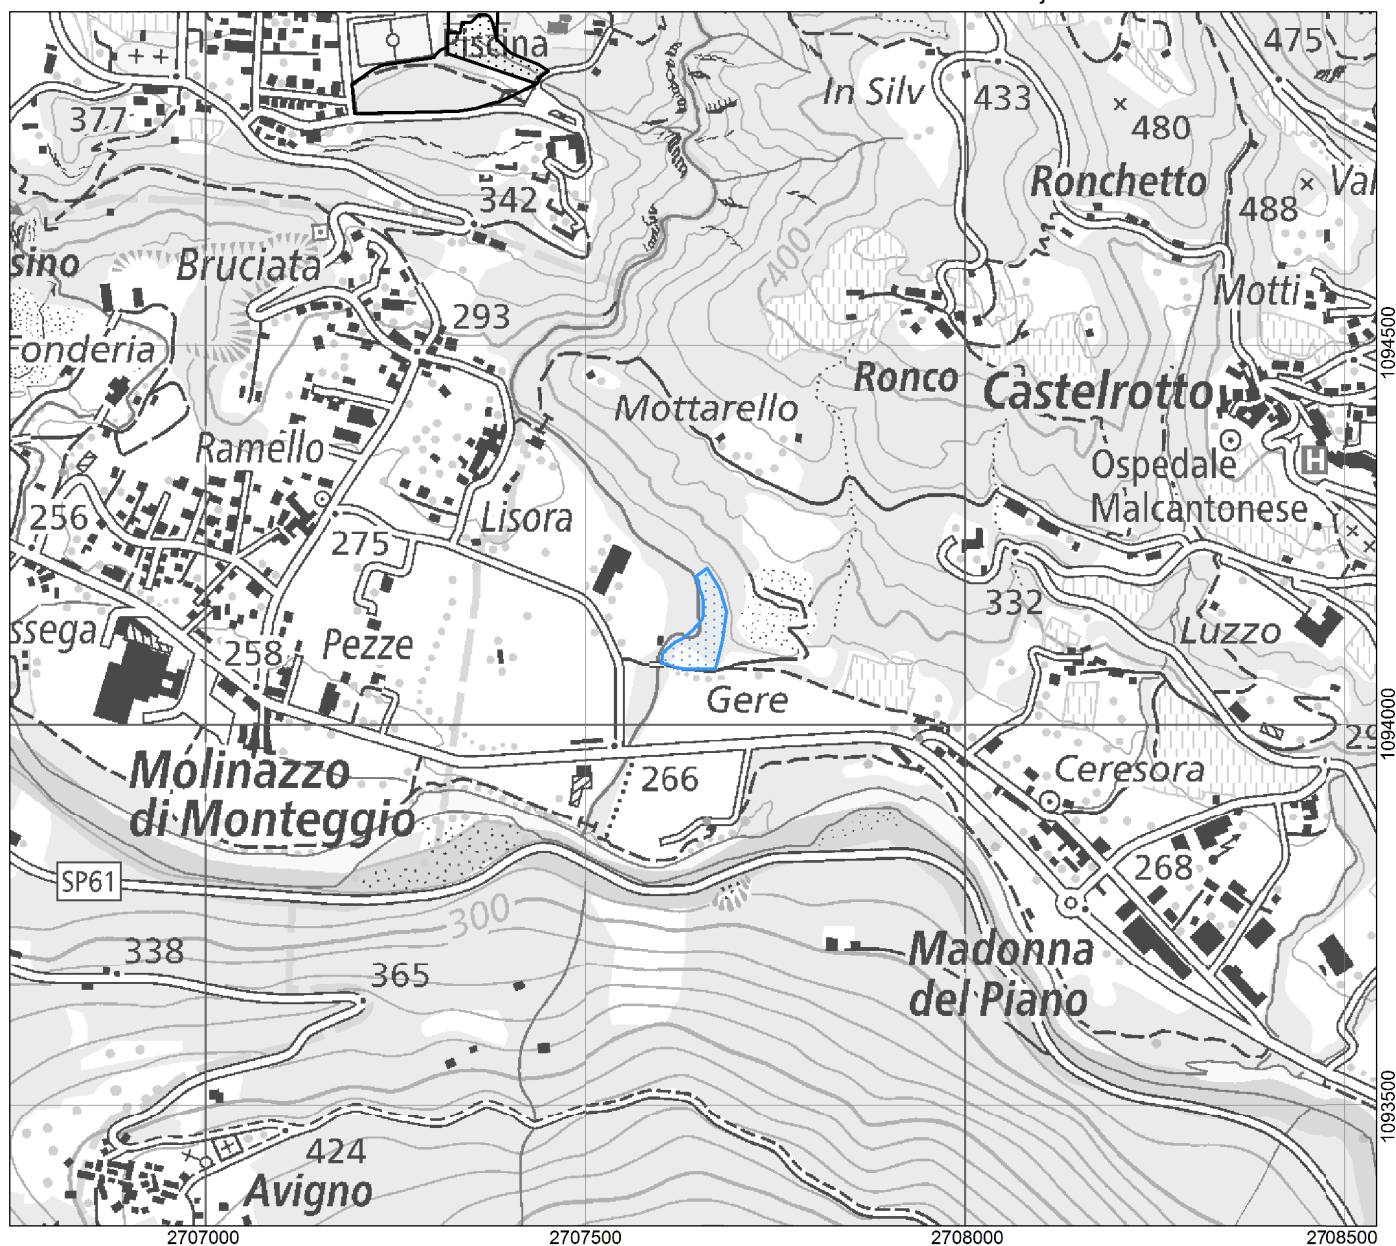 475
Piscina
In Silv
433
377
480
Ronchetto
Val
342
488
sino
Bruciata
400
Motti
293
Fonderia
1094500
Ronco
Castelrotto
Mottarello
Ramello
Ospedale
Malcantonese
H
256
Lisora
275
332
ssega
Pezze
Luzzo
258
Gere
1094000
29
Molinazzo
di Monteggio
266
Ceresora
268
SP61
300
338
365
Madonna
del Piano
1093500
424
Avigno
2707000
2707500
2708000
2708500